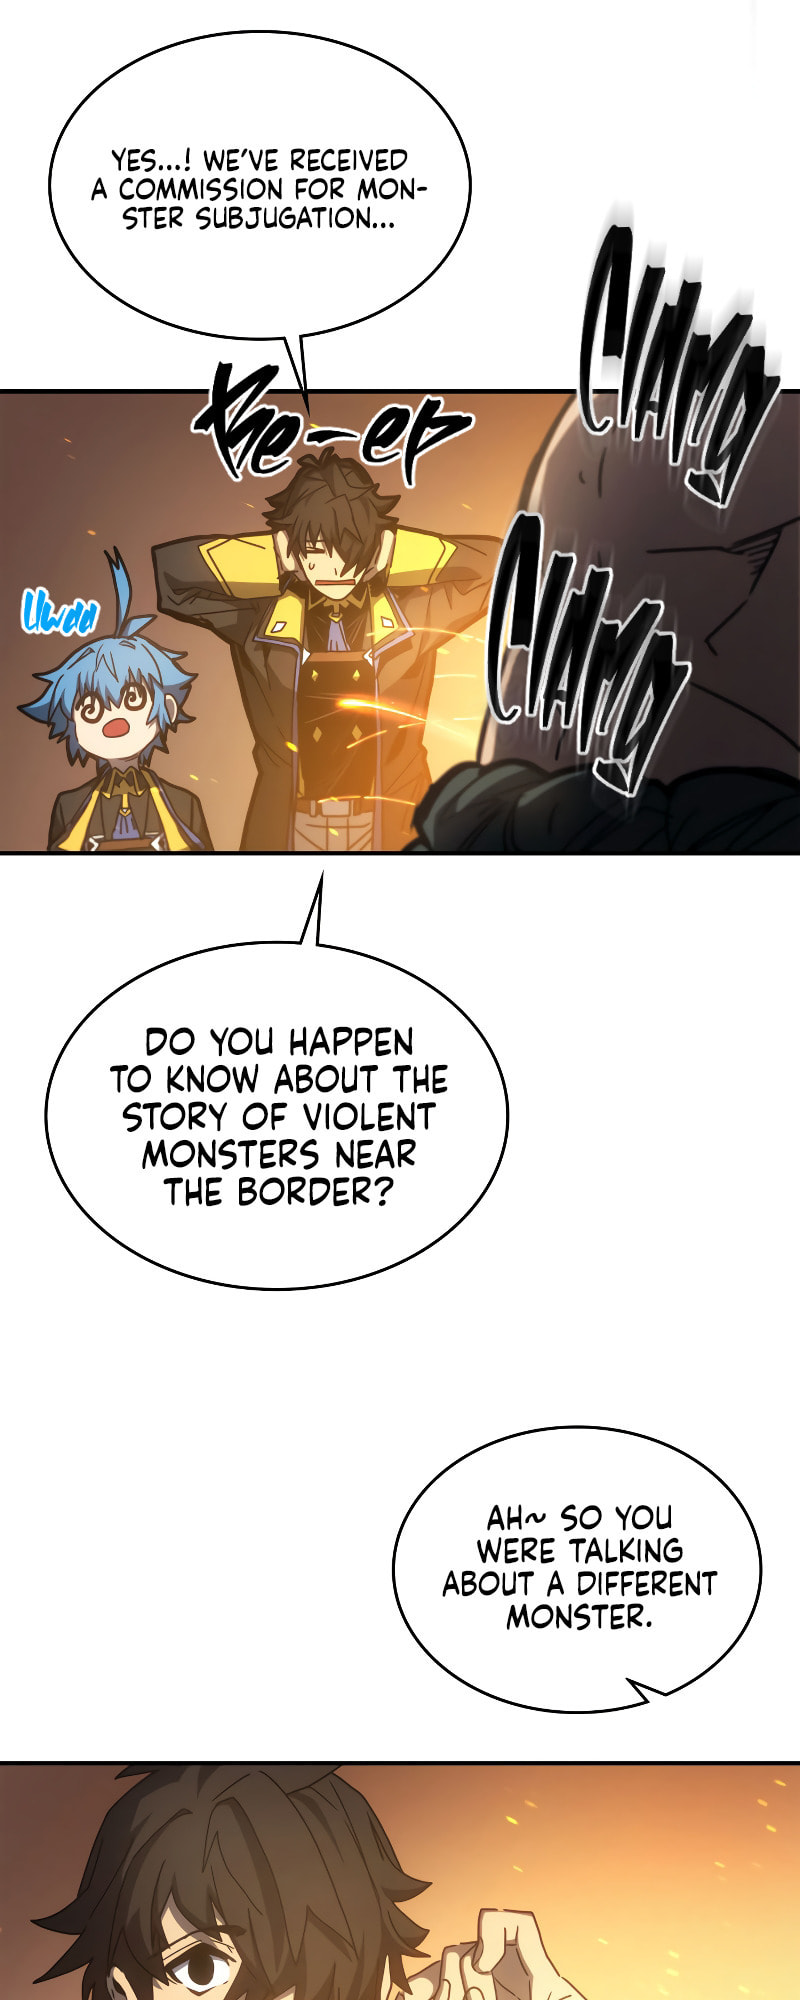 YES...! WE'VE RECEIVED
A COMMISSION FOR MON-
STER SUBJUGATION...
CLANG
The-ep
CLANG
Uwaa
DO YOU HAPPEN
TO KNOW ABOUT THE
STORY OF VIOLENT
MONSTERS NEAR
THE BORDER?
AH~ SO YOU
WERE TALKING
ABOUT A DIFFERENT
MONSTER.